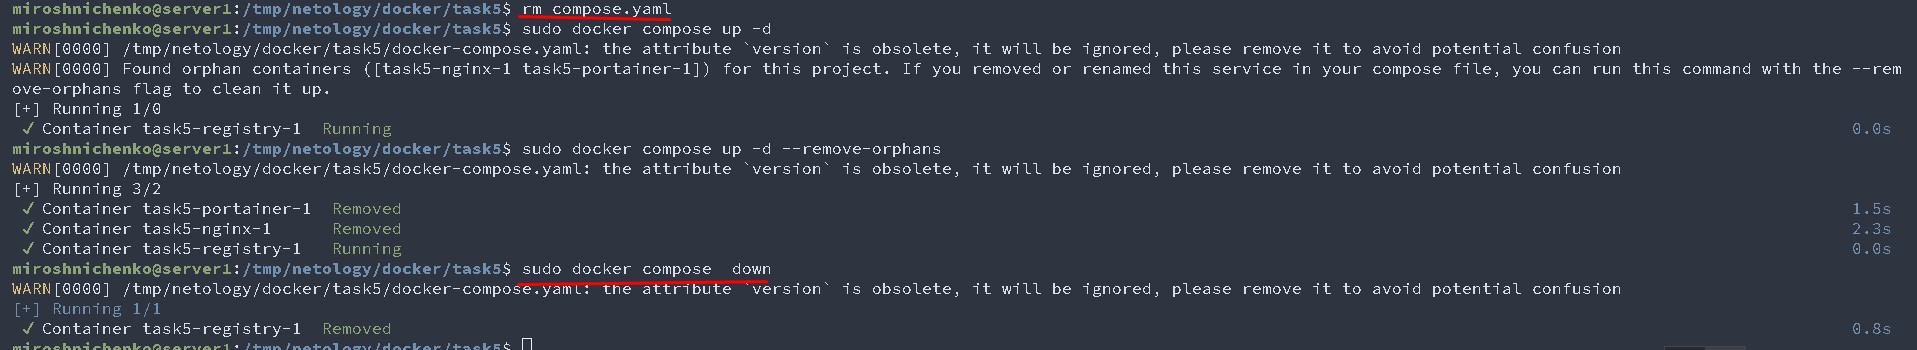 miroshnichenko@server1:/tmp/netology/docker/task5$ rm compose.yaml
miroshnichenko@server1:/tmp/netology/docker/task5$ sudo docker compose up -d
WARN[0000] /tmp/netology/docker/task5/docker-compose.yaml: the attribute `version` is obsolete, it will be ignored, please remove it to avoid potential confusion
WARN[0000] Found orphan containers ([task5-nginx-1 task5-portainer-1]) for this project. If you removed or renamed this service in your compose file, you can run this command with the --rem
ove-orphans flag to clean it up.
[+] Running 1/0
✓ Container task5-registry-1  Running 0.0s
miroshnichenko@server1:/tmp/netology/docker/task5$ sudo docker compose up -d --remove-orphans
WARN[0000] /tmp/netology/docker/task5/docker-compose.yaml: the attribute `version` is obsolete, it will be ignored, please remove it to avoid potential confusion
[+] Running 3/2
✓ Container task5-portainer-1  Removed 1.5s
✓ Container task5-nginx-1      Removed 2.3s
✓ Container task5-registry-1   Running 0.0s
miroshnichenko@server1:/tmp/netology/docker/task5$ sudo docker compose  down
WARN[0000] /tmp/netology/docker/task5/docker-compose.yaml: the attribute `version` is obsolete, it will be ignored, please remove it to avoid potential confusion
[+] Running 1/1
✓ Container task5-registry-1  Removed 0.8s
miroshnichenko@server1:/tmp/netology/docker/task5$